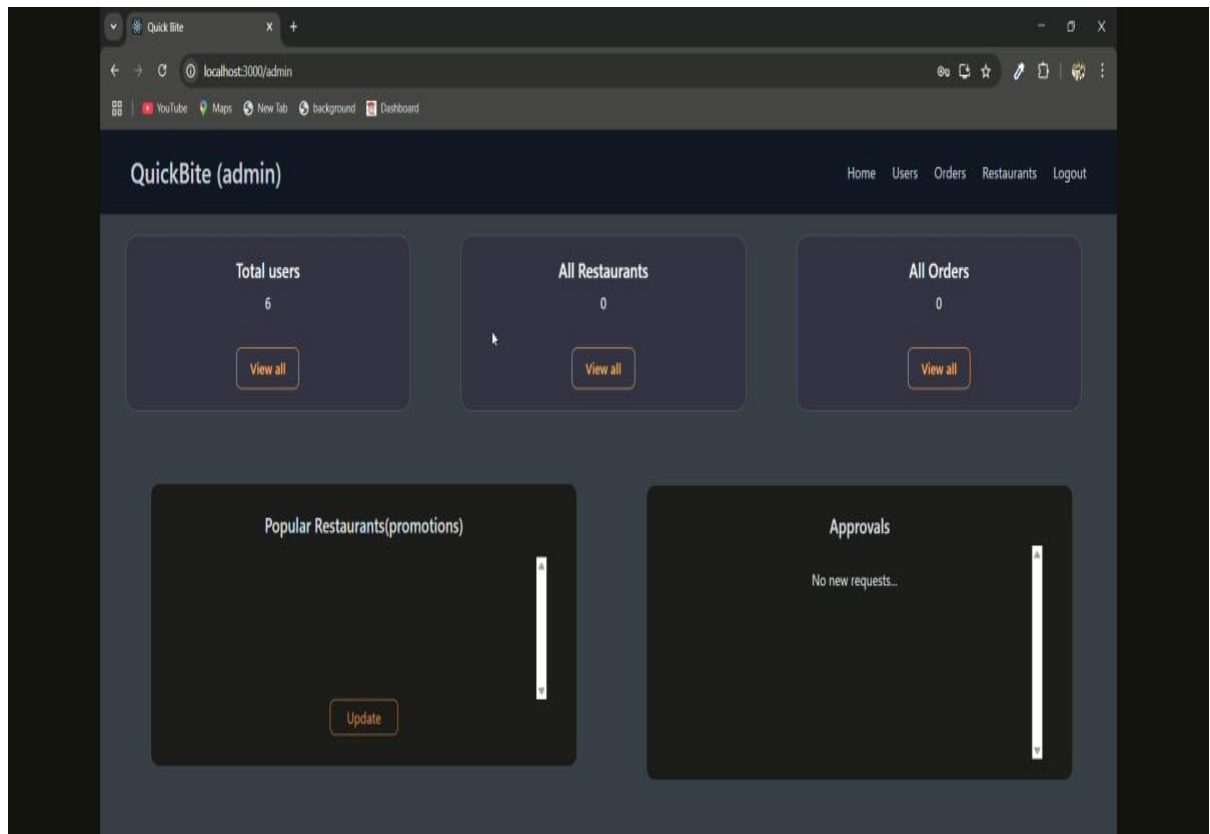 Quick Bite
localhost:3000/admin
YouTube Maps New Tab background Dashboard
QuickBite (admin) Home Users Orders Restaurants Logout
Total users All Restaurants All Orders
6 0 0
View all View all View all
Popular Restaurants(promotions) Approvals
No new requests...
Update